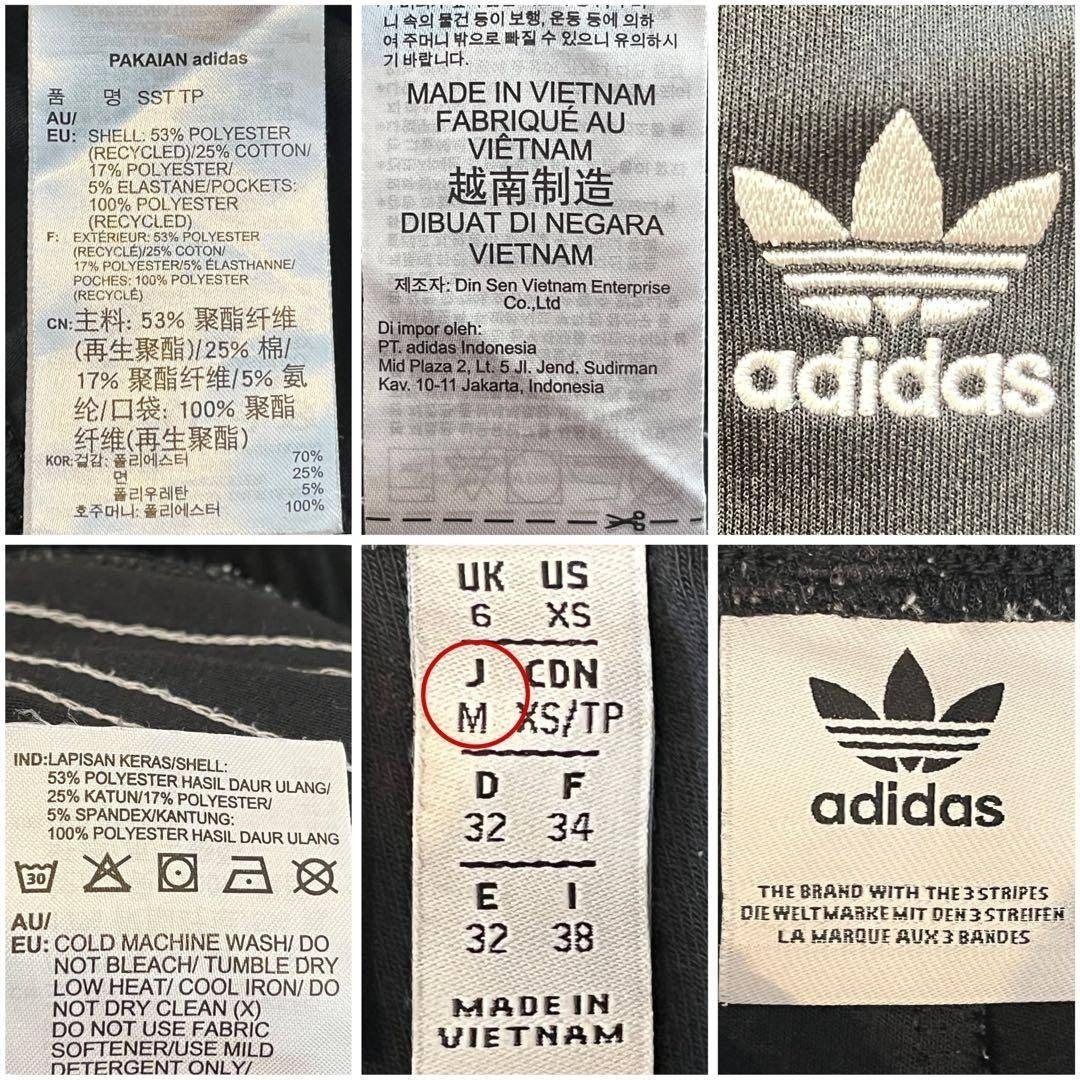 PAKAIAN adidas
품 명 SST TP
AU/
EU: SHELL: 53% POLYESTER
(RECYCLED)/25% COTTON/
17% POLYESTER/
5% ELASTANE/POCKETS:
100% POLYESTER
(RECYCLED)
F: EXTÉRIEUR: 53% POLYESTER
(RECYCLÉ)/25% COTON/
17% POLYESTER/5% ÉLASTHANNE/
POCHES: 100% POLYESTER
(RECYCLÉ)
CN:主料: 53% 聚酯纤维
(再生聚酯)/25% 棉/
17% 聚酯纤维/5% 氨
纶/口袋: 100% 聚酯
纤维(再生聚酯)
KOR:겉감: 폴리에스터 70%
면 25%
폴리우레탄 5%
호주머니: 폴리에스터 100%
니 속의 물건 등이 보행, 운동 등에 의하
여 주머니 밖으로 빠질 수 있으니 유의하시
기 바랍니다.
MADE IN VIETNAM
FABRIQUÉ AU
VIÊTNAM
越南制造
DIBUAT DI NEGARA
VIETNAM
제조자: Din Sen Vietnam Enterprise
Co.,Ltd
Di impor oleh:
PT. adidas Indonesia
Mid Plaza 2, Lt. 5 Jl. Jend. Sudirman
Kav. 10-11 Jakarta, Indonesia
adidas
IND:LAPISAN KERAS/SHELL:
53% POLYESTER HASIL DAUR ULANG/
25% KATUN/17% POLYESTER/
5% SPANDEX/KANTUNG:
100% POLYESTER HASIL DAUR ULANG
30
AU/
EU: COLD MACHINE WASH/ DO
NOT BLEACH/ TUMBLE DRY
LOW HEAT/ COOL IRON/ DO
NOT DRY CLEAN (X)
DO NOT USE FABRIC
SOFTENER/USE MILD
DETERGENT ONLY/
UK US
6 XS
J CDN
M XS/TP
D F
32 34
E I
32 38
MADE IN
VIETNAM
adidas
THE BRAND WITH THE 3 STRIPES
DIE WELTMARKE MIT DEN 3 STREIFEN
LA MARQUE AUX 3 BANDES